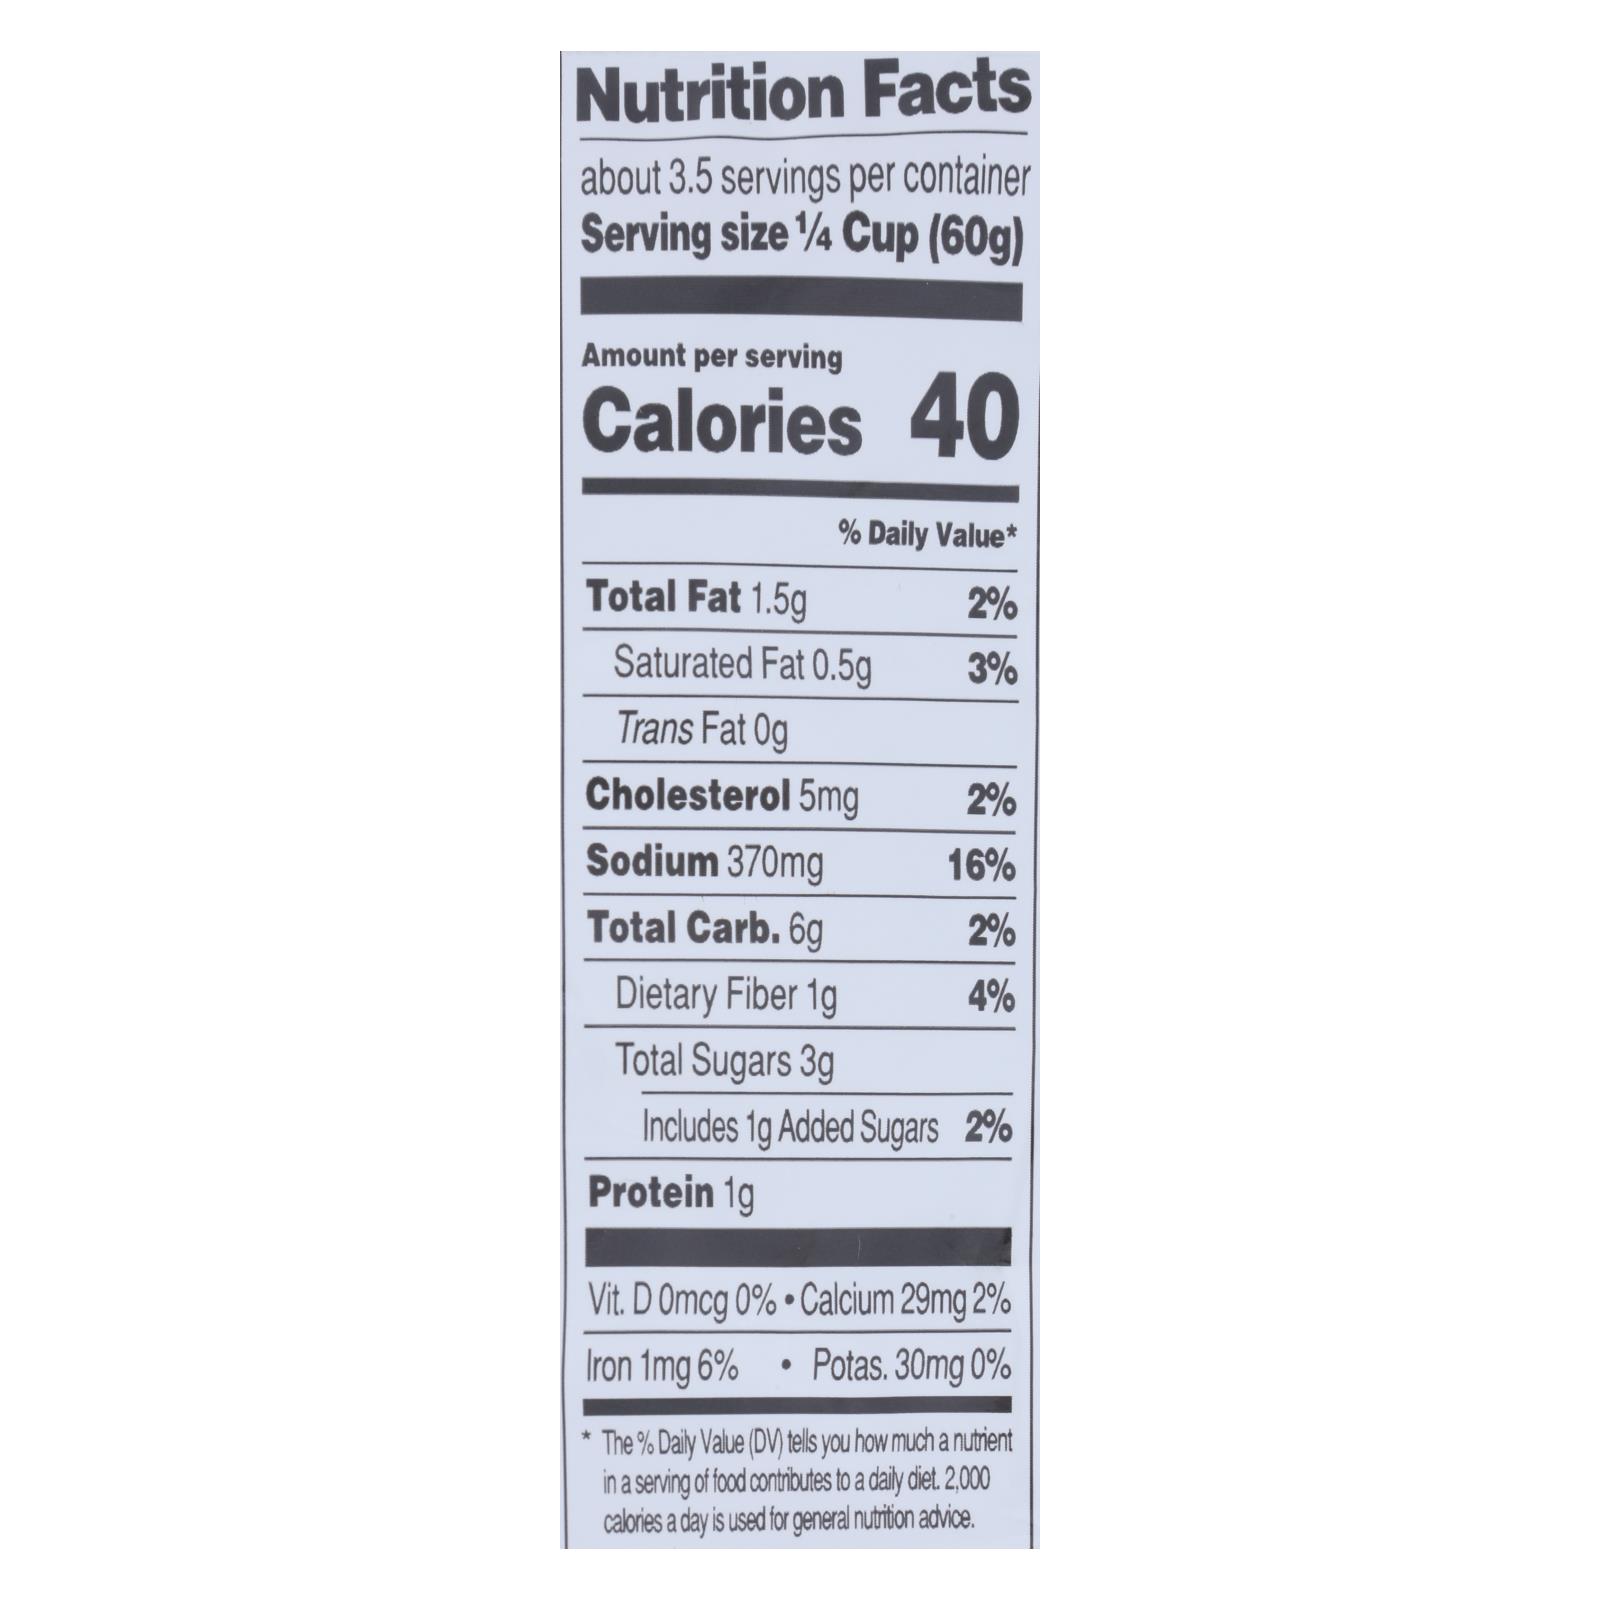 Nutrition Facts
about 3.5 servings per container
Serving size ¼ Cup (60g)
Amount per serving
Calories 40
% Daily Value*
Total Fat 1.5g 2%
Saturated Fat 0.5g 3%
Trans Fat 0g
Cholesterol 5mg 2%
Sodium 370mg 16%
Total Carb. 6g 2%
Dietary Fiber 1g 4%
Total Sugars 3g
Includes 1g Added Sugars 2%
Protein 1g
Vit. D 0mcg 0% • Calcium 29mg 2%
Iron 1mg 6% • Potas. 30mg 0%
* The % Daily Value (DV) tells you how much a nutrient
in a serving of food contributes to a daily diet. 2,000
calories a day is used for general nutrition advice.